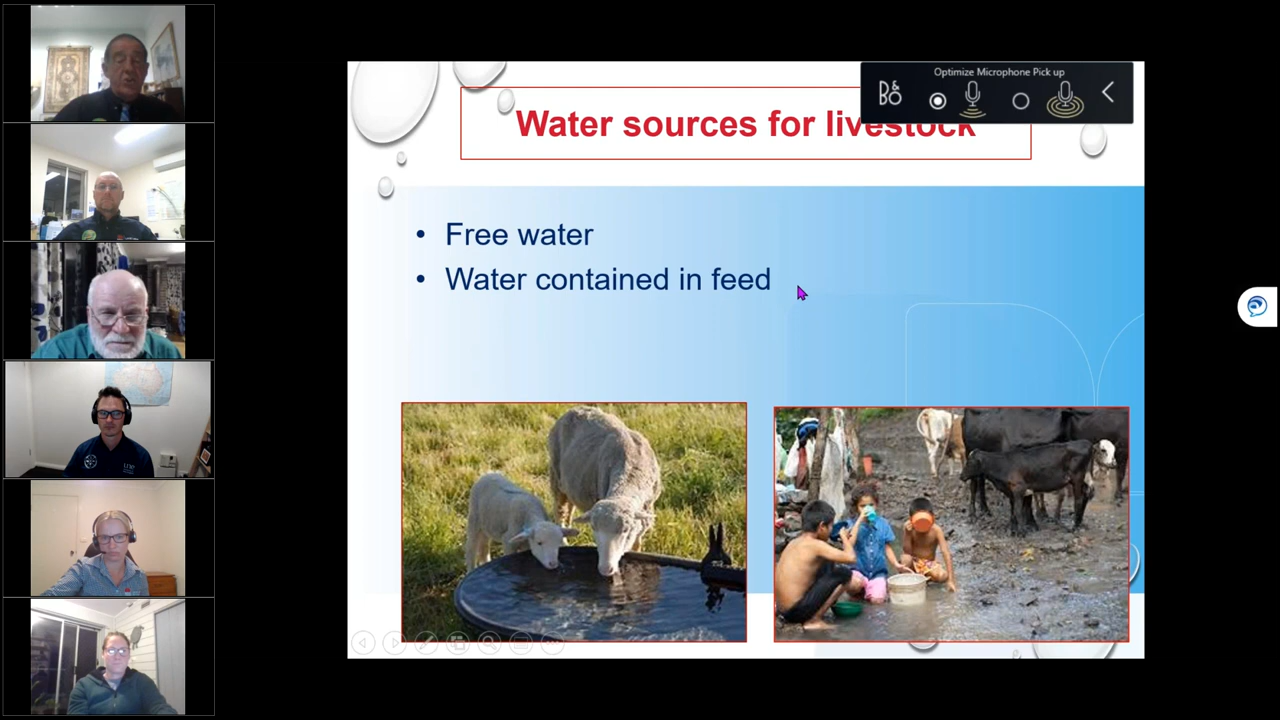 Optimize Microphone Pick up
B&O
Water sources for livestock
• Free water
• Water contained in feed